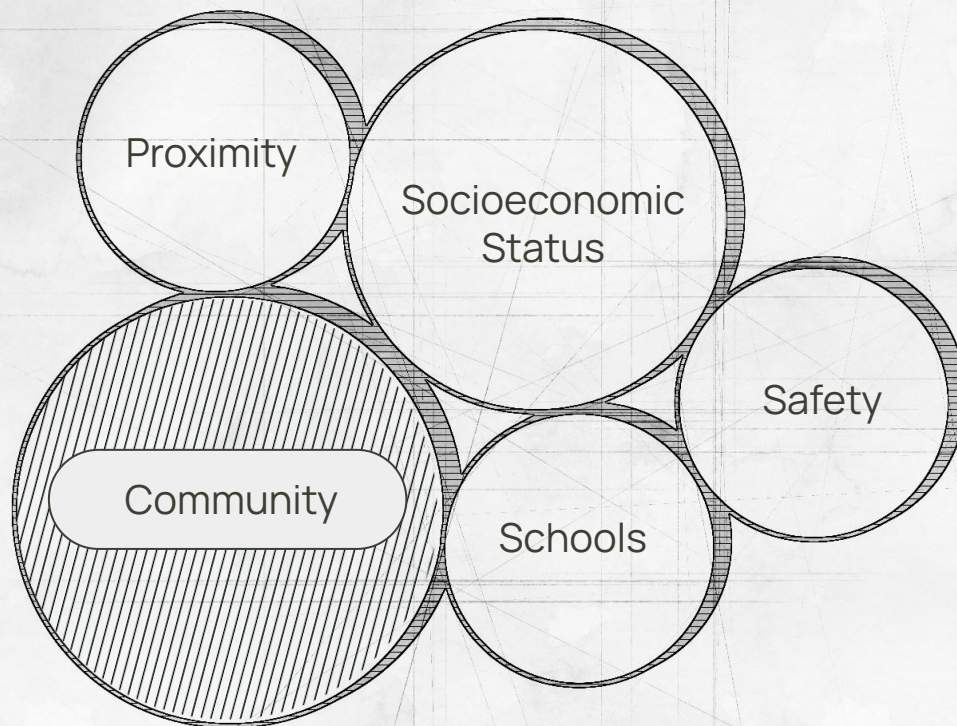 Proximity
Socioeconomic
Status
Safety
Community
Schools